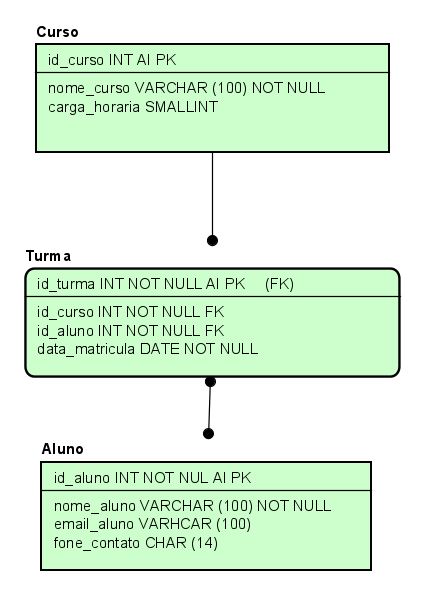 Curso
id_curso INT AI PK
nome_curso VARCHAR (100) NOT NULL
carga_horaria SMALLINT
Turma
id_turma INT NOT NULL AI PK (FK)
id_curso INT NOT NULL FK
id_aluno INT NOT NULL FK
data_matricula DATE NOT NULL
Aluno
id_aluno INT NOT NUL AI PK
nome_aluno VARCHAR (100) NOT NULL
email_aluno VARHCAR (100)
fone_contato CHAR (14)